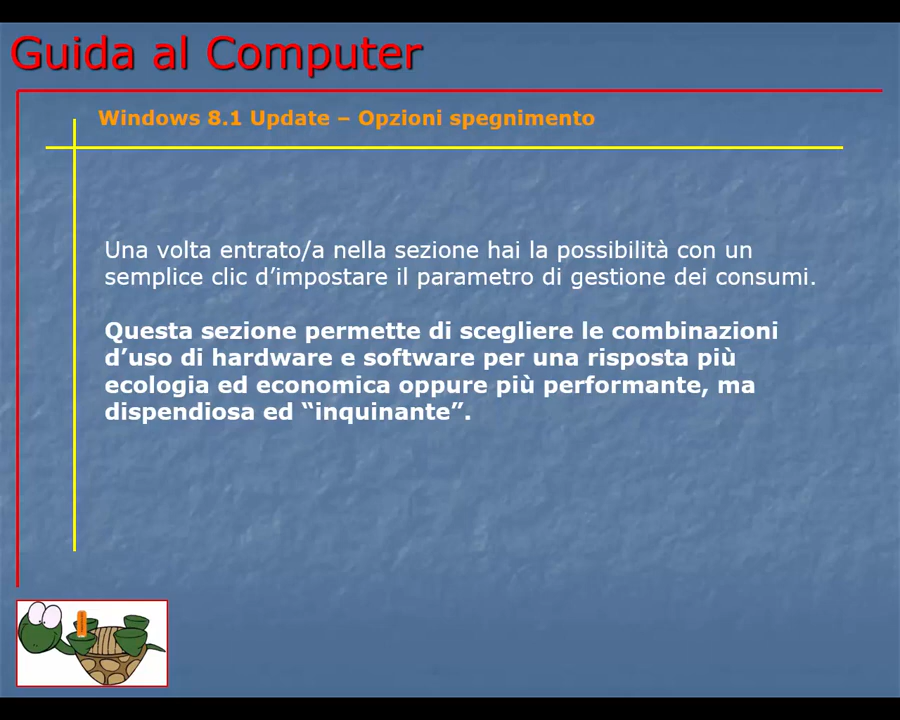 Guida al Computer
Windows 8.1 Update – Opzioni spegnimento
Una volta entrato/a nella sezione hai la possibilità con un
semplice clic d’impostare il parametro di gestione dei consumi.
Questa sezione permette di scegliere le combinazioni
d’uso di hardware e software per una risposta più
ecologia ed economica oppure più performante, ma
dispendiosa ed “inquinante”.